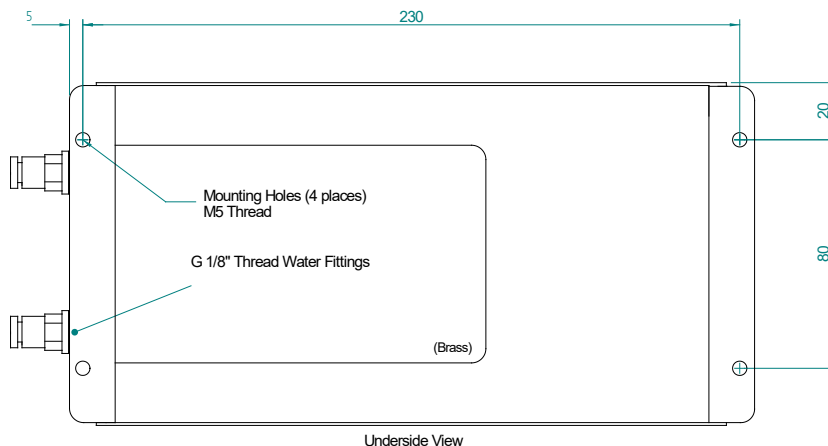 5
230
20
Mounting Holes (4 places)
M5 Thread
80
G 1/8" Thread Water Fittings
(Brass)
Underside View